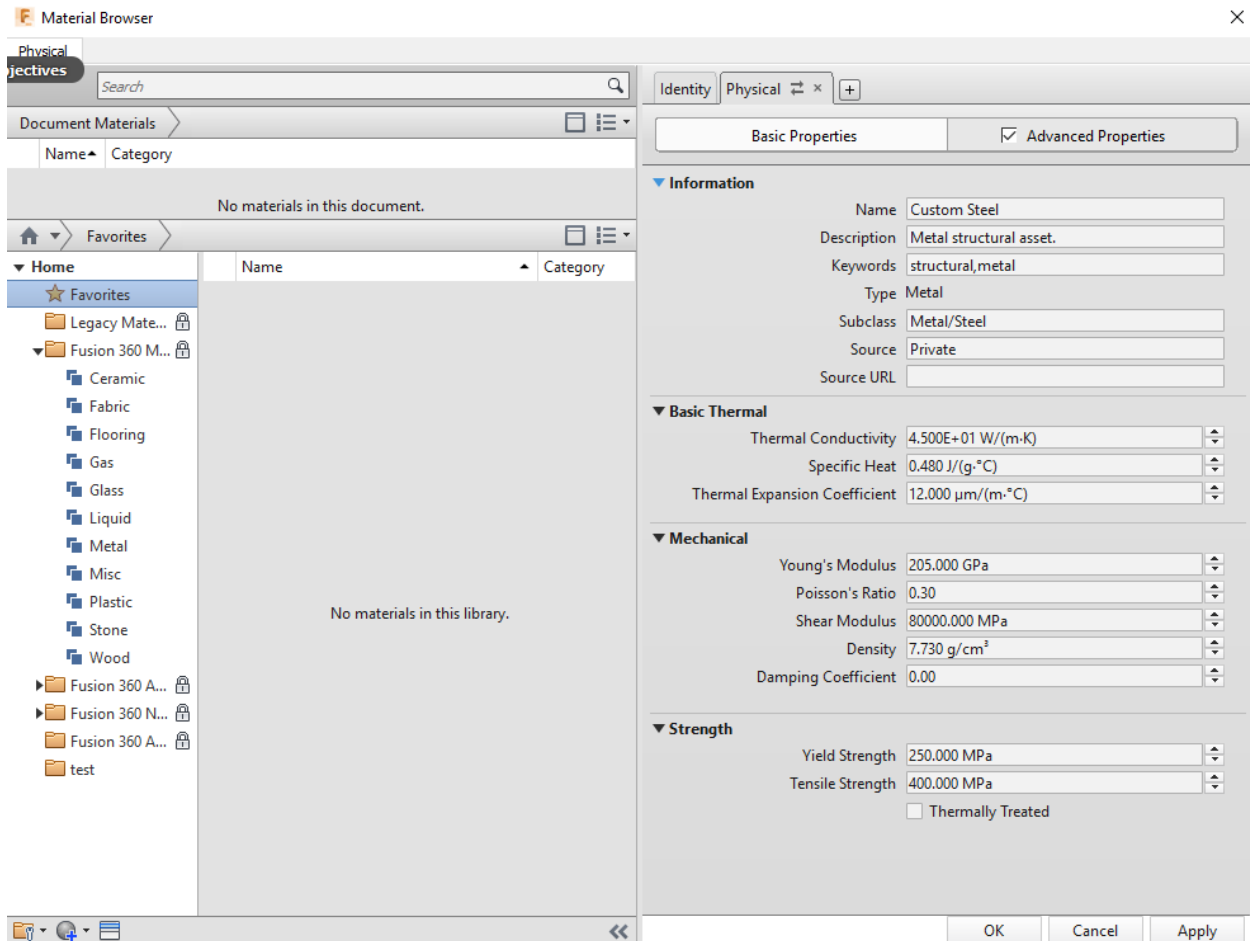 Material Browser
Physical
jectives
Search
Document Materials
Name Category
No materials in this document.
Favorites
Home
Name Category
Favorites
Legacy Mate...
Fusion 360 M...
Ceramic
Fabric
Flooring
Gas
Glass
Liquid
Metal
Misc
Plastic
Stone
Wood
Fusion 360 A...
Fusion 360 N...
Fusion 360 A...
test
No materials in this library.
Identity Physical
Basic Properties Advanced Properties
Information
Name Custom Steel
Description Metal structural asset.
Keywords structural,metal
Type Metal
Subclass Metal/Steel
Source Private
Source URL
Basic Thermal
Thermal Conductivity 4.500E+01 W/(m·K)
Specific Heat 0.480 J/(g·°C)
Thermal Expansion Coefficient 12.000 µm/(m·°C)
Mechanical
Young's Modulus 205.000 GPa
Poisson's Ratio 0.30
Shear Modulus 80000.000 MPa
Density 7.730 g/cm³
Damping Coefficient 0.00
Strength
Yield Strength 250.000 MPa
Tensile Strength 400.000 MPa
Thermally Treated
OK Cancel Apply